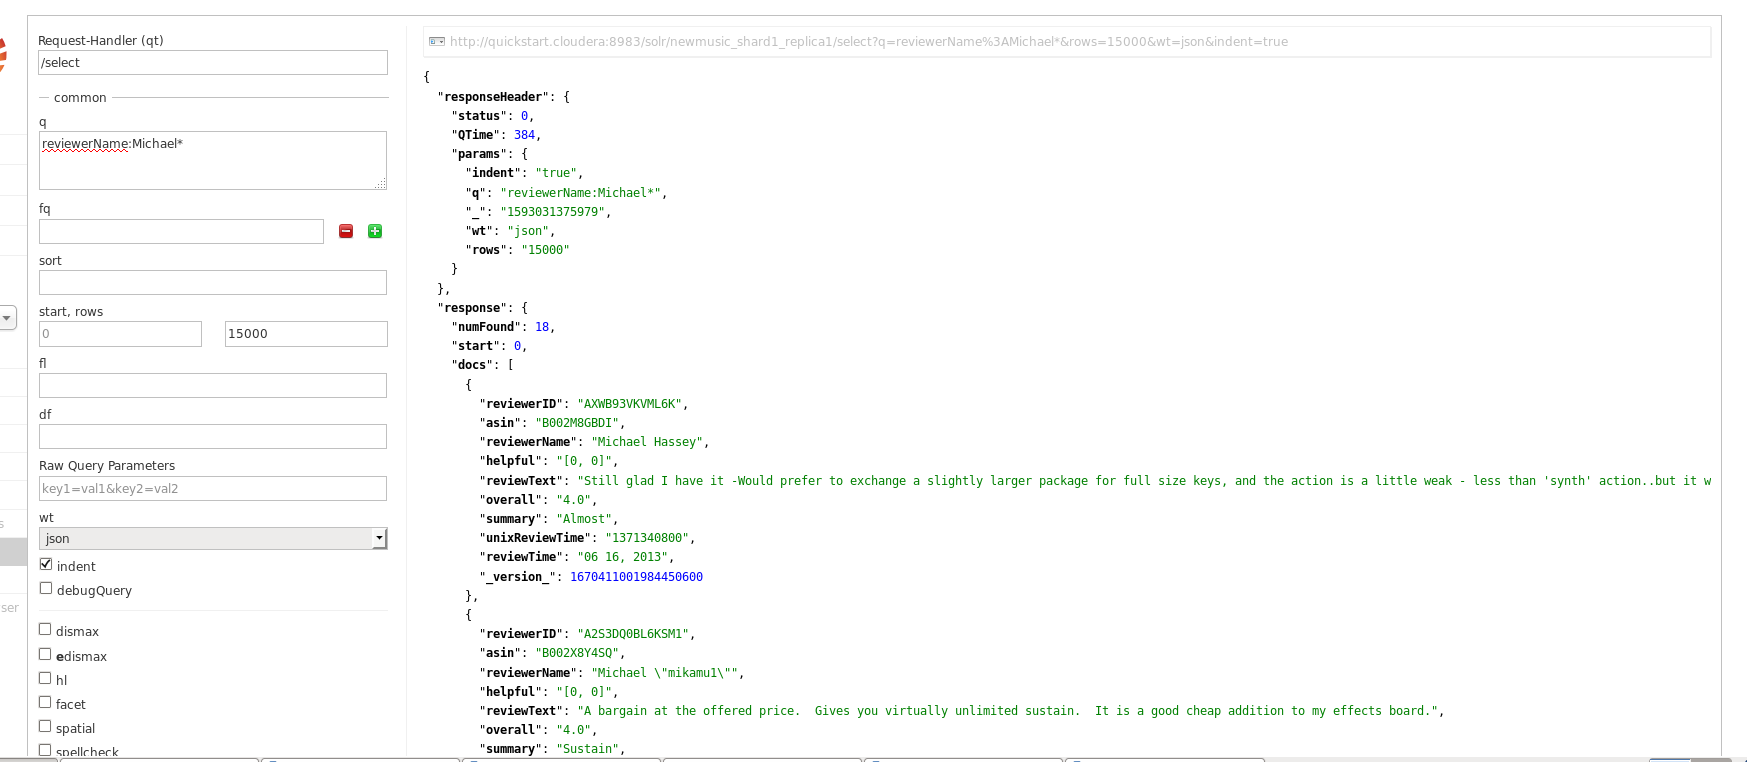 Request-Handler (qt)
/select
common
q
reviewerName:Michael*
fq
sort
start, rows
0
15000
fl
df
Raw Query Parameters
key1=val1&key2=val2
wt
json
indent
debugQuery
dismax
edismax
hl
facet
spatial
spellcheck
s
ser
http://quickstart.cloudera:8983/solr/newmusic_shard1_replica1/select?q=reviewerName%3AMichael*&rows=15000&wt=json&indent=true
{
"responseHeader": {
"status": 0,
"QTime": 384,
"params": {
"indent": "true",
"q": "reviewerName:Michael*",
"_": "1593031375979",
"wt": "json",
"rows": "15000"
}
},
"response": {
"numFound": 18,
"start": 0,
"docs": [
{
"reviewerID": "AXWB93VKVML6K",
"asin": "B002M8GBDI",
"reviewerName": "Michael Hassey",
"helpful": "[0, 0]",
"reviewText": "Still glad I have it -Would prefer to exchange a slightly larger package for full size keys, and the action is a little weak - less than 'synth' action..but it w
"overall": "4.0",
"summary": "Almost",
"unixReviewTime": "1371340800",
"reviewTime": "06 16, 2013",
"_version_": 1670411001984450600
},
{
"reviewerID": "A2S3DQ0BL6KSM1",
"asin": "B002X8Y4SQ",
"reviewerName": "Michael \"mikamu1\"",
"helpful": "[0, 0]",
"reviewText": "A bargain at the offered price.  Gives you virtually unlimited sustain.  It is a good cheap addition to my effects board.",
"overall": "4.0",
"summary": "Sustain",